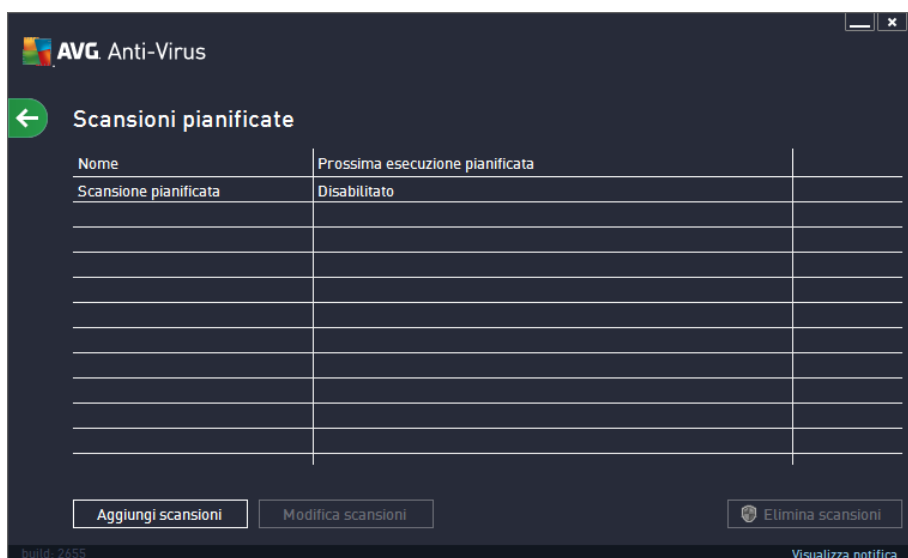 AVG. Anti-Virus
Scansioni pianificate
Nome Prossima esecuzione pianificata
Scansione pianificata Disabilitato
Aggiungi scansioni Modifica scansioni Elimina scansioni
build: 2655 Visualizza notifica